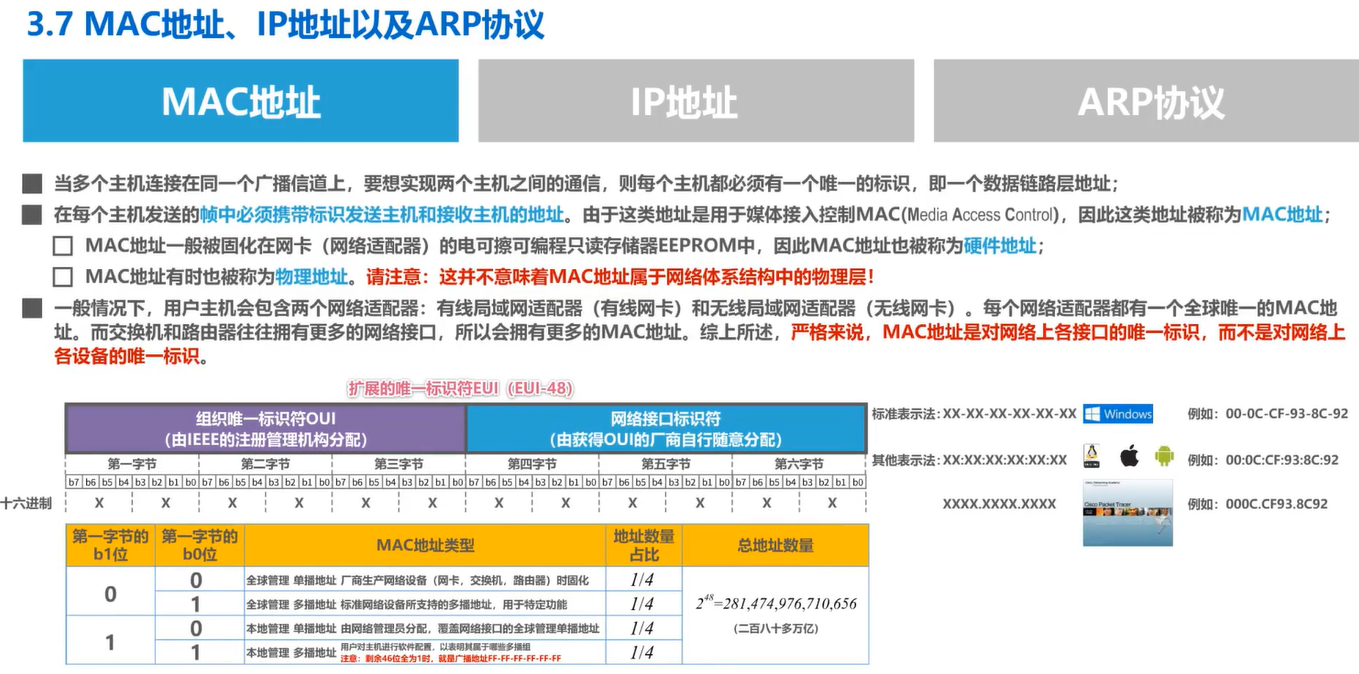 3.7 MAC地址、IP地址以及ARP协议
MAC地址
IP地址
ARP协议
当多个主机连接在同一个广播信道上，要想实现两个主机之间的通信，则每个主机都必须有一个唯一的标识，即一个数据链路层地址；
在每个主机发送的帧中必须携带标识发送主机和接收主机的地址。由于这类地址是用于媒体接入控制MAC(Media Access Control)，因此这类地址被称为MAC地址；
MAC地址一般被固化在网卡（网络适配器）的电可擦可编程只读存储器EEPROM中，因此MAC地址也被称为硬件地址；
MAC地址有时也被称为物理地址。请注意：这并不意味着MAC地址属于网络体系结构中的物理层！
一般情况下，用户主机会包含两个网络适配器：有线局域网适配器（有线网卡）和无线局域网适配器（无线网卡）。每个网络适配器都有一个全球唯一的MAC地
址。而交换机和路由器往往拥有更多的网络接口，所以会拥有更多的MAC地址。综上所述，严格来说，MAC地址是对网络上各接口的唯一标识，而不是对网络上
各设备的唯一标识。
扩展的唯一标识符EUI（EUI-48）
组织唯一标识符OUI
（由IEEE的注册管理机构分配）
网络接口标识符
（由获得OUI的厂商自行随意分配）
第一字节 第二字节 第三字节 第四字节 第五字节 第六字节
b7 b6 b5 b4 b3 b2 b1 b0 b7 b6 b5 b4 b3 b2 b1 b0 b7 b6 b5 b4 b3 b2 b1 b0 b7 b6 b5 b4 b3 b2 b1 b0 b7 b6 b5 b4 b3 b2 b1 b0 b7 b6 b5 b4 b3 b2 b1 b0
十六进制 X X X X X X X X X X X X
标准表示法：XX-XX-XX-XX-XX-XX Windows 例如：00-0C-CF-93-8C-92
其他表示法：XX:XX:XX:XX:XX:XX 例如：00:0C:CF:93:8C:92
XXXX.XXXX.XXXX Cisco Packet Tracer 例如：000C.CF93.8C92
第一字节的
b1位
第一字节的
b0位
MAC地址类型
地址数量
占比
总地址数量
0
0 全球管理 单播地址 厂商生产网络设备（网卡，交换机，路由器）时固化 1/4
1 全球管理 多播地址 标准网络设备所支持的多播地址，用于特定功能 1/4
1
0 本地管理 单播地址 由网络管理员分配，覆盖网络接口的全球管理单播地址 1/4
1 本地管理 多播地址 用户对主机进行软件配置，以表明其属于哪些多播组
注意：剩余46位全为1时，就是广播地址FF-FF-FF-FF-FF-FF
1/4
2^48=281,474,976,710,656
（二百八十多万亿）